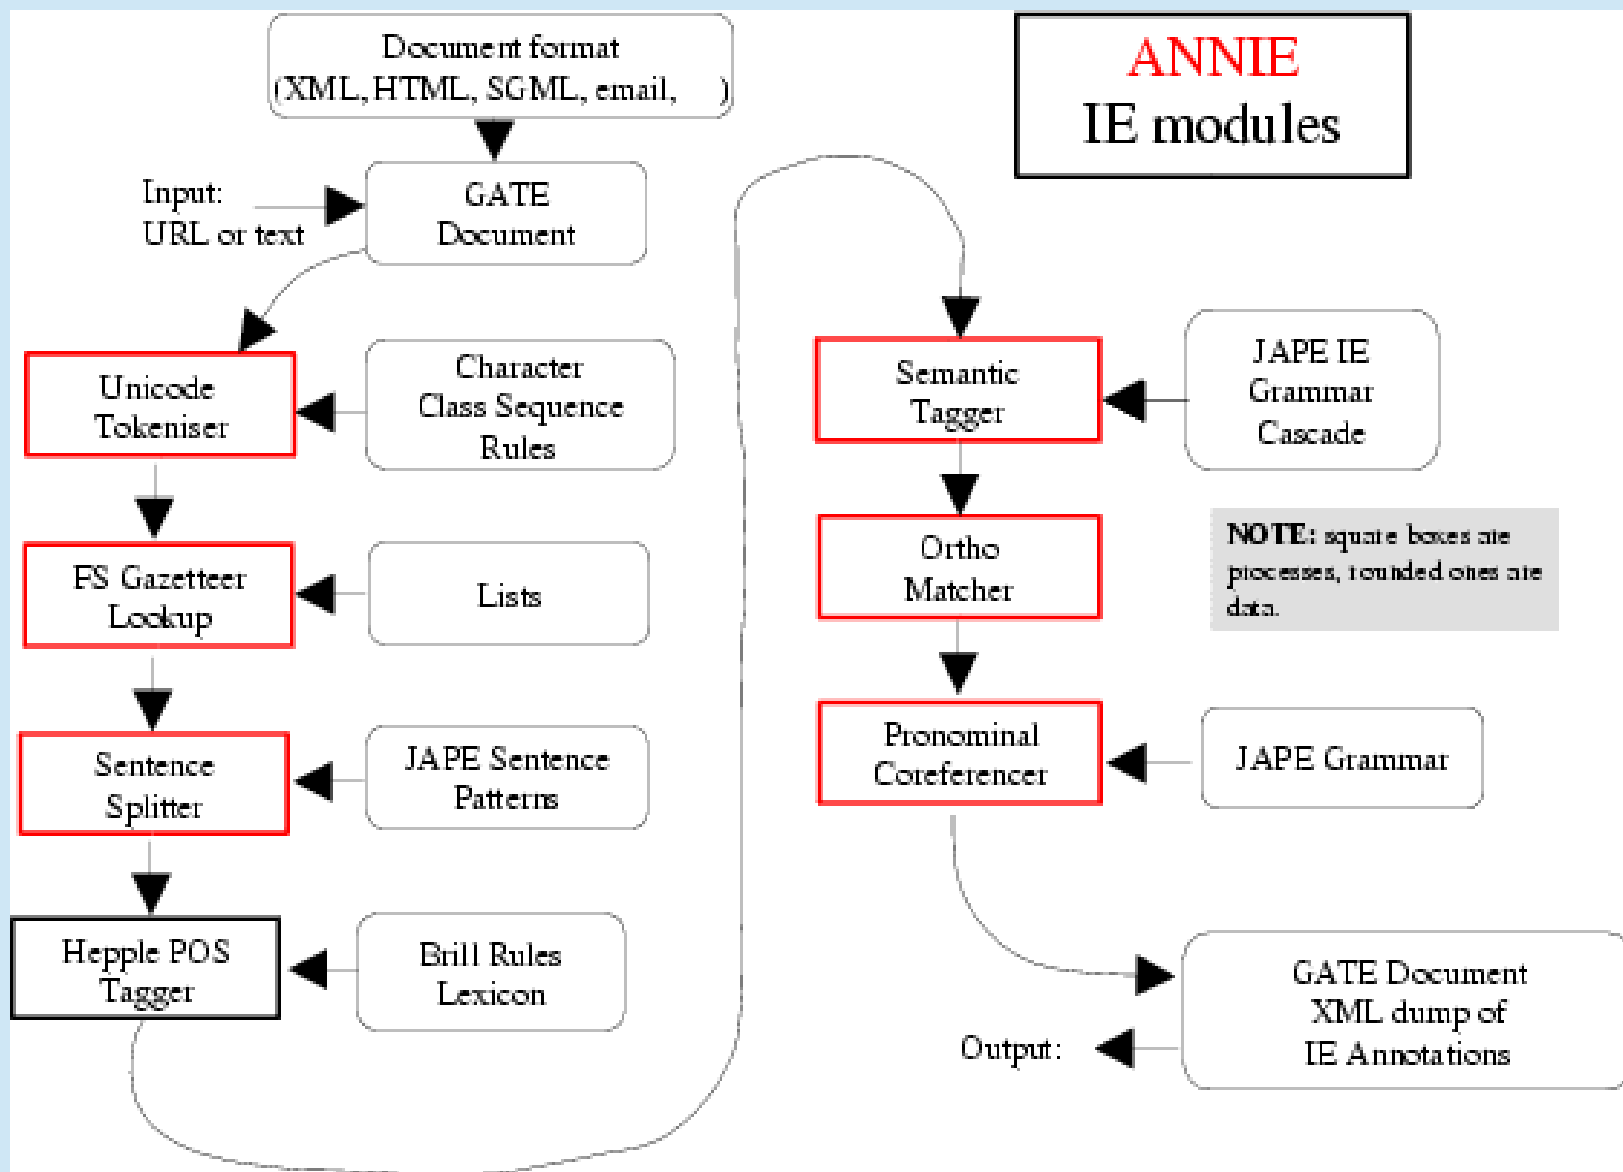 Document format
(XML, HTML, SGML, email, )
ANNIE
IE modules
Input:
URL or text
GATE
Document
Unicode
Tokeniser
Character
Class Sequence
Rules
FS Gazetteer
Lookup
Lists
Sentence
Splitter
JAPE Sentence
Patterns
Hepple POS
Tagger
Brill Rules
Lexicon
Semantic
Tagger
JAPE IE
Grammar
Cascade
Ortho
Matcher
NOTE: square boxes are
processes, rounded ones are
data.
Pronominal
Coreferencer
JAPE Grammar
GATE Document
XML dump of
IE Annotations
Output: